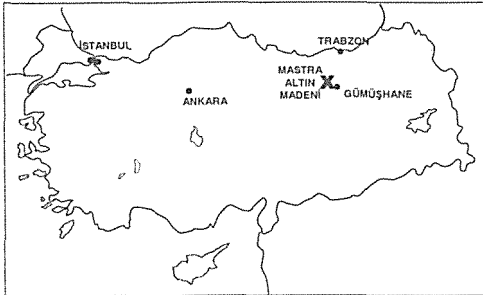 İSTANBUL
TRABZON
MASTRA
ALTIN
MADENİ
GÜMÜŞHANE
ANKARA